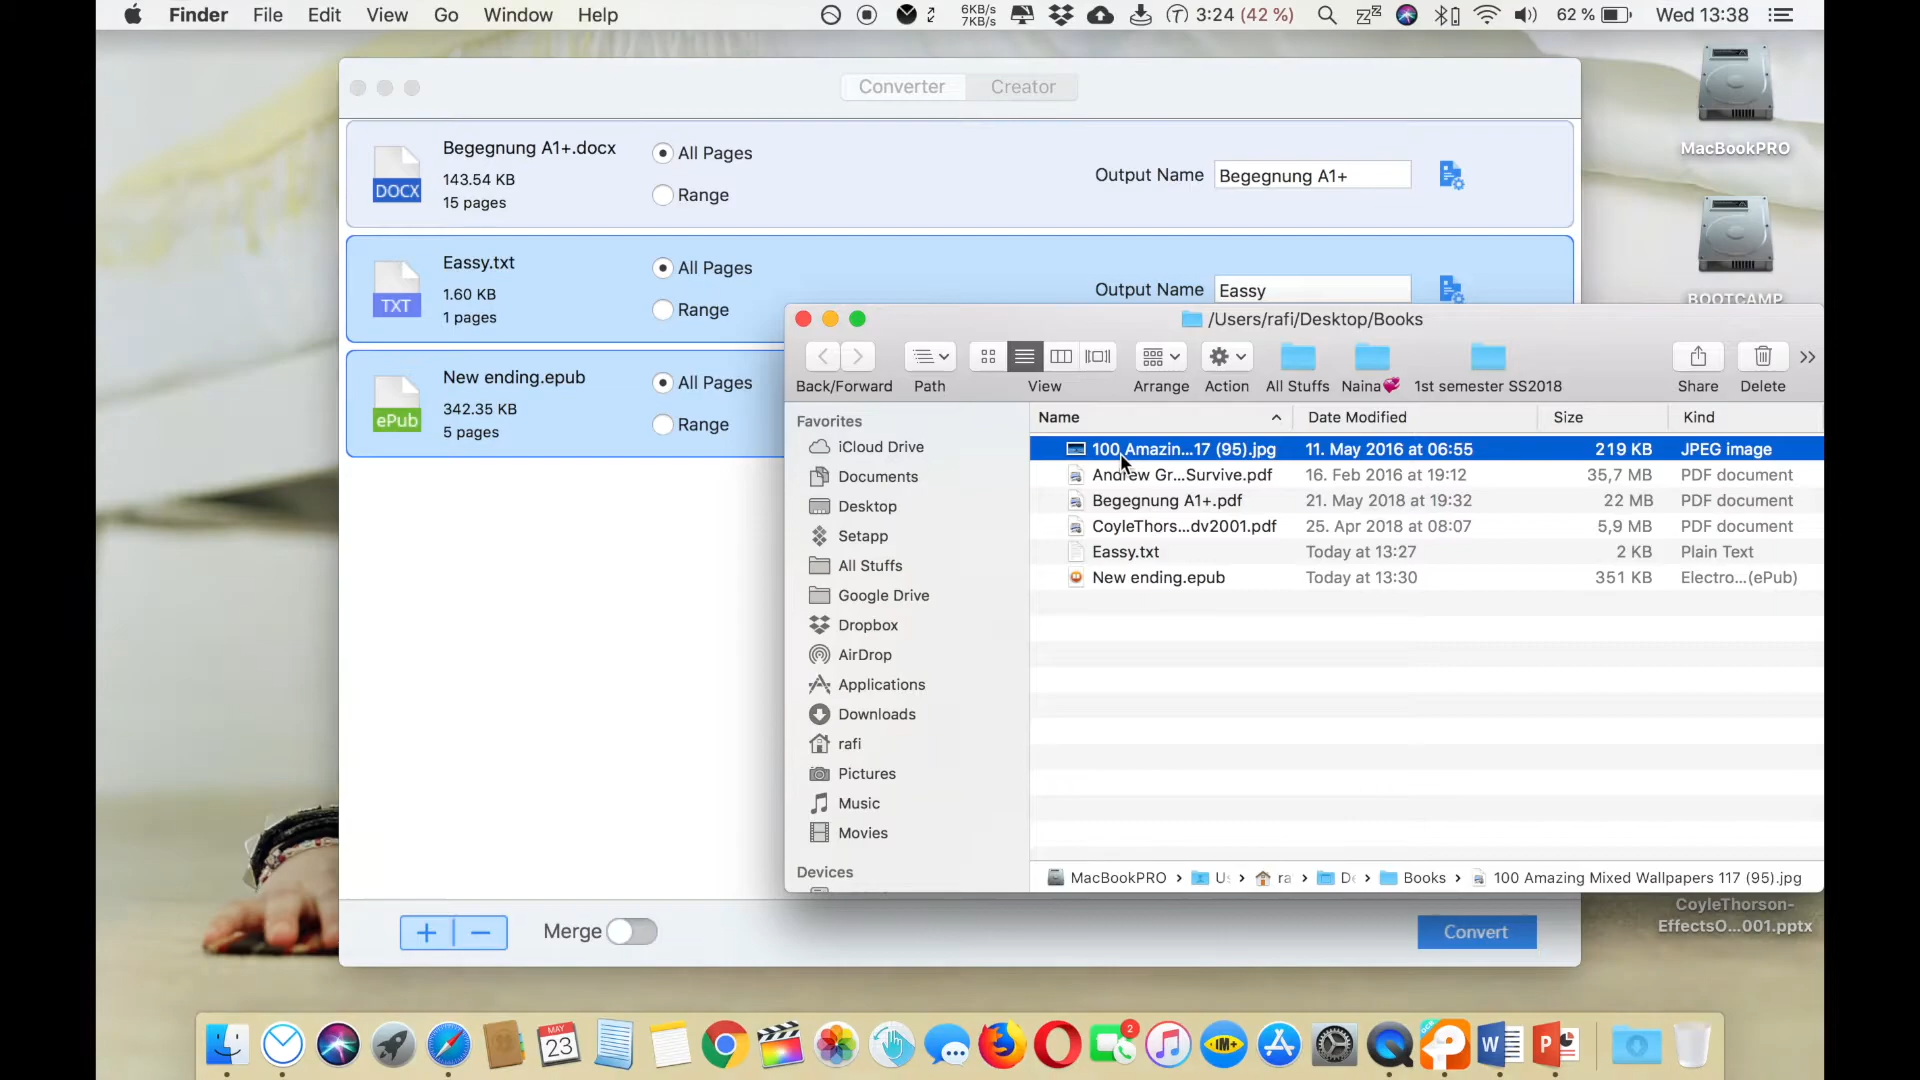 Finder File Edit View Go Window Help 6KB/s 7KB/s 3:24 (42 %) 62 % Wed 13:38
Converter Creator
MacBookPRO
Begegnung A1+.docx
143.54 KB
15 pages
All Pages
Range
Output Name Begegnung A1+
DOCX
Eassy.txt
1.60 KB
1 pages
All Pages
Range
Output Name Eassy
TXT
BOOTCAMP
New ending.epub
342.35 KB
5 pages
All Pages
Range
ePub
/Users/rafi/Desktop/Books
Back/Forward Path View Arrange Action All Stuffs Naina💞 1st semester SS2018 Share Delete
Favorites
iCloud Drive
Documents
Desktop
Setapp
All Stuffs
Google Drive
Dropbox
AirDrop
Applications
Downloads
rafi
Pictures
Music
Movies
Devices
Name Date Modified Size Kind
100 Amazin...17 (95).jpg 11. May 2016 at 06:55 219 KB JPEG image
Andrew Gr...Survive.pdf 16. Feb 2016 at 19:12 35,7 MB PDF document
Begegnung A1+.pdf 21. May 2018 at 19:32 22 MB PDF document
CoyleThors...dv2001.pdf 25. Apr 2018 at 08:07 5,9 MB PDF document
Eassy.txt Today at 13:27 2 KB Plain Text
New ending.epub Today at 13:30 351 KB Electro...(ePub)
MacBookPRO › Us › ra › De › Books › 100 Amazing Mixed Wallpapers 117 (95).jpg
CoyleThorson-
EffectsO...001.pptx
+ − Merge Convert
MAY
23
2
IM+
OCR
W
P